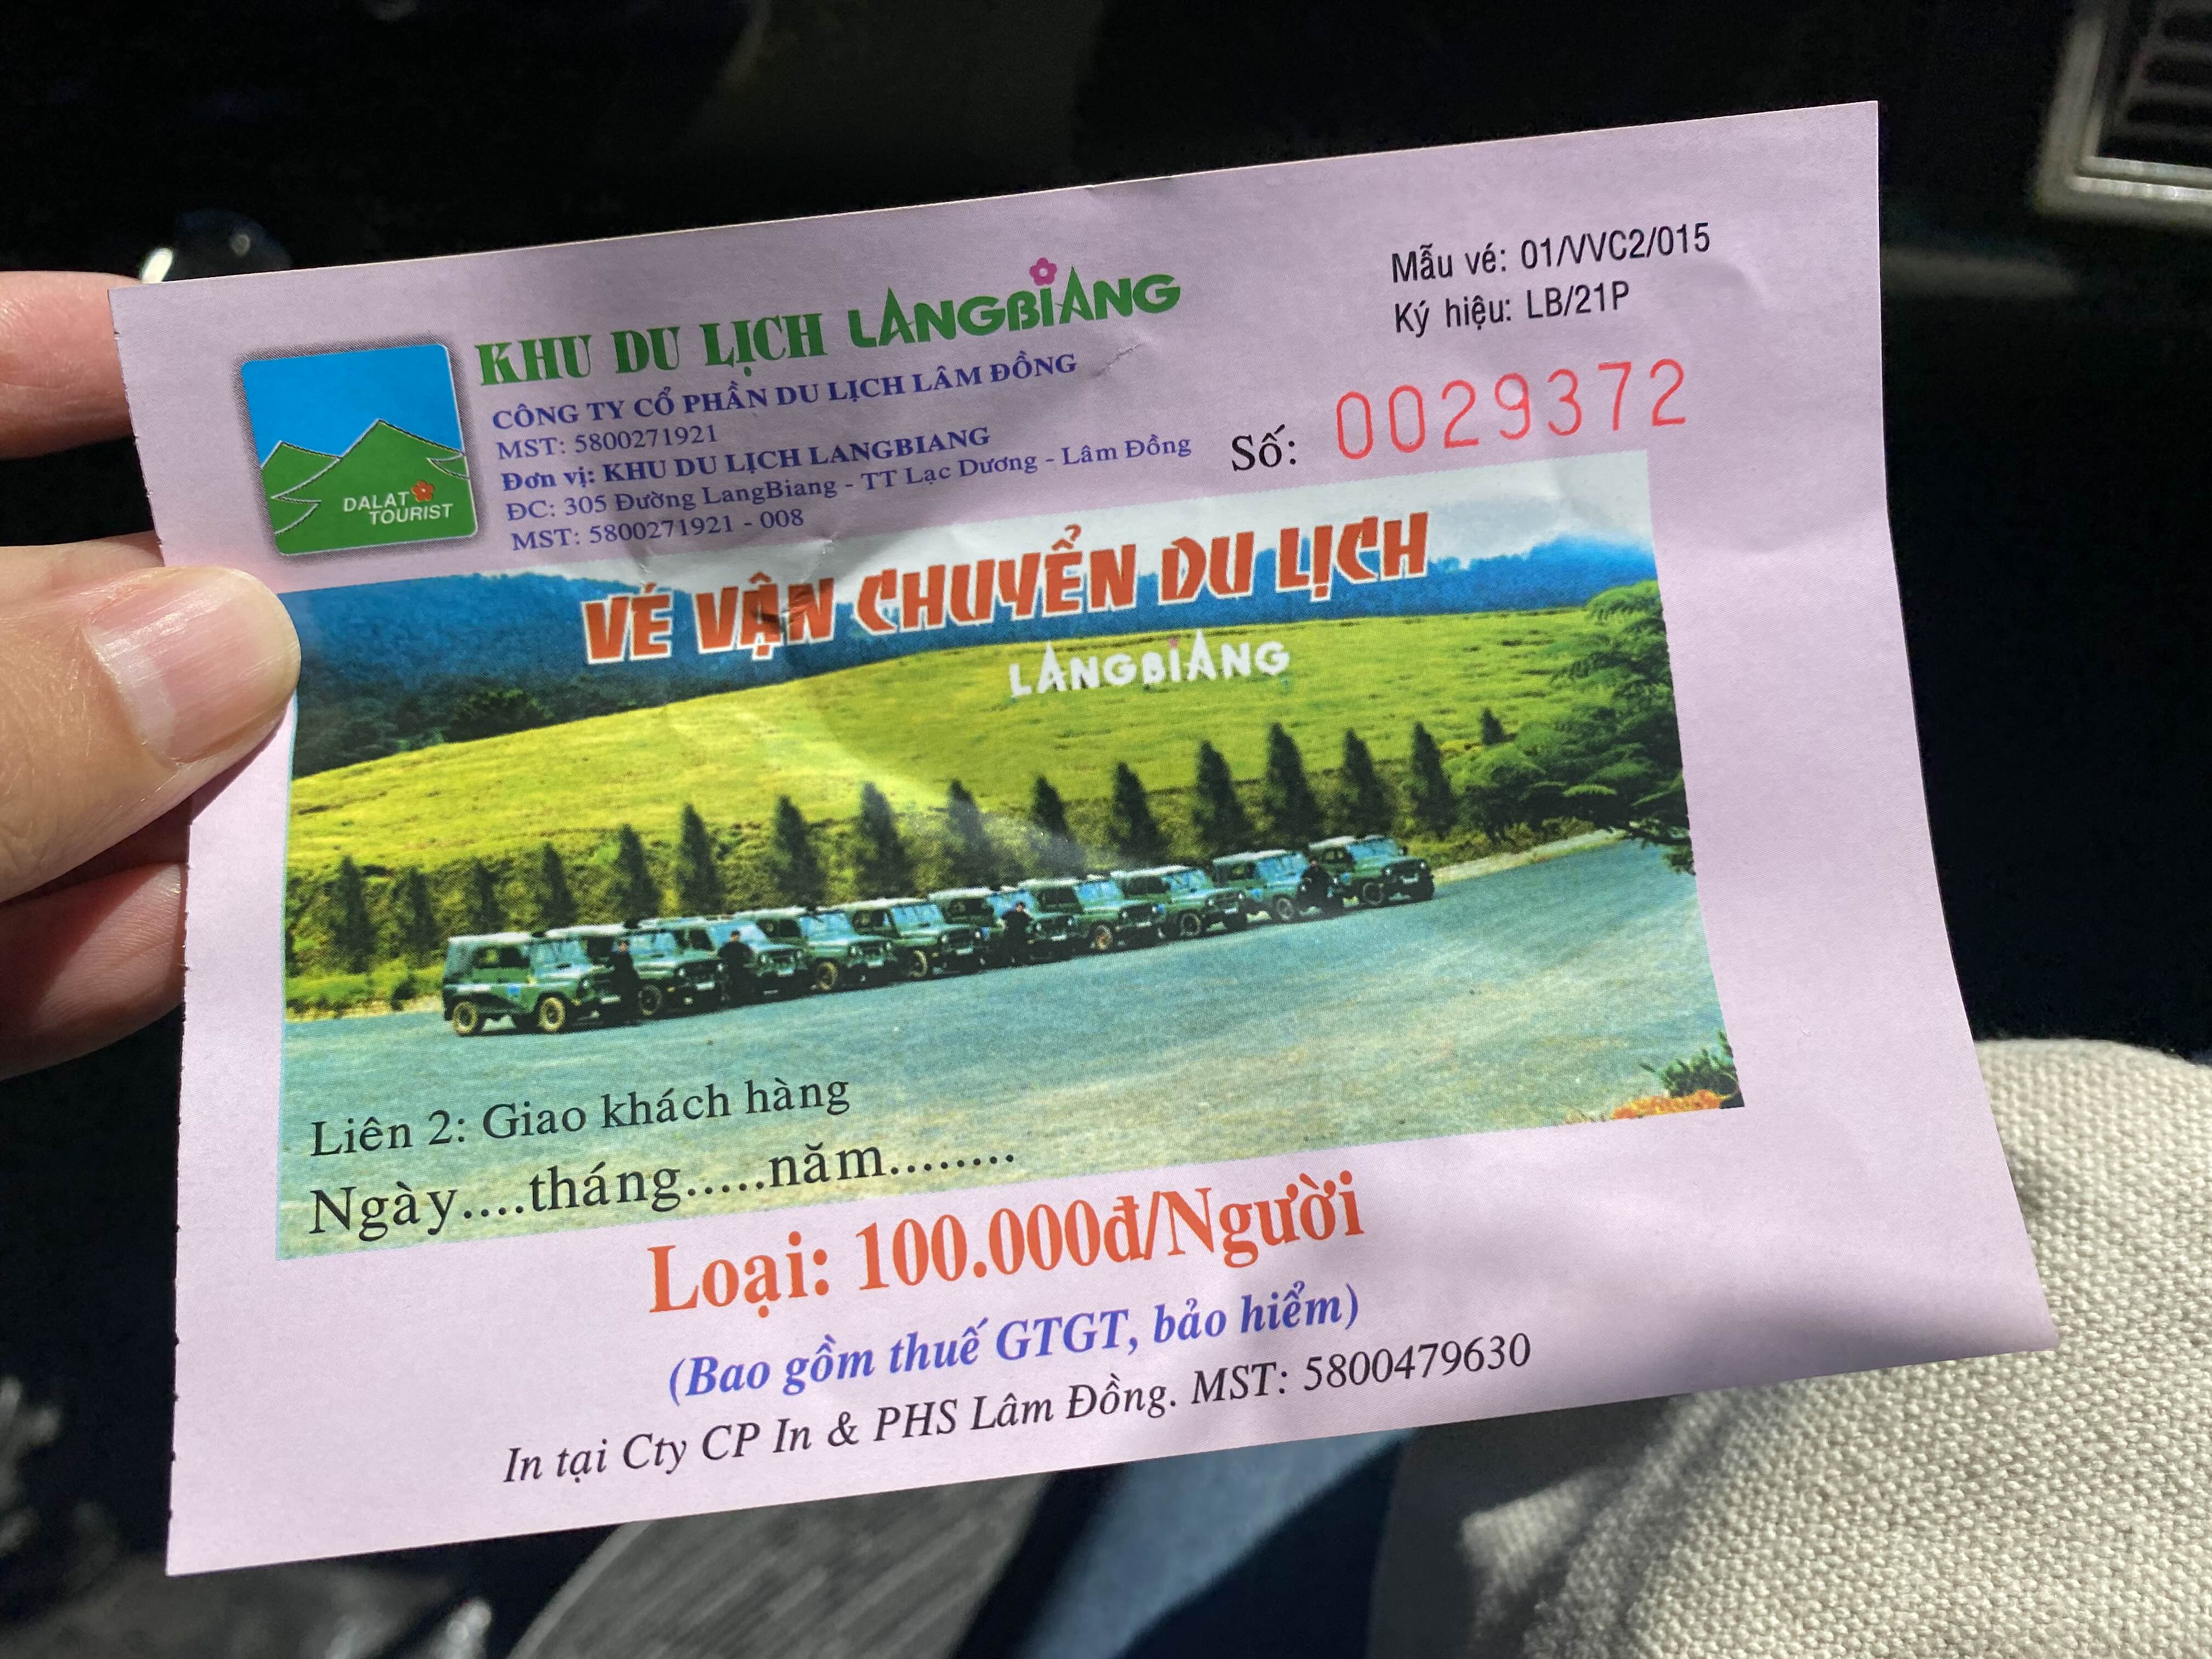 KHU DU LỊCH LANGBIANG
CÔNG TY CỔ PHẦN DU LỊCH LÂM ĐỒNG
MST: 5800271921
Đơn vị: KHU DU LỊCH LANGBIANG
ĐC: 305 Đường LangBiang - TT Lạc Dương - Lâm Đồng
MST: 5800271921 - 008
DALAT
TOURIST
Mẫu vé: 01/VVC2/015
Ký hiệu: LB/21P
Số: 0029372
VÉ VẬN CHUYỂN DU LỊCH
LANGBIANG
Liên 2: Giao khách hàng
Ngày....tháng.....năm........
Loại: 100.000đ/Người
(Bao gồm thuế GTGT, bảo hiểm)
In tại Cty CP In & PHS Lâm Đồng. MST: 5800479630